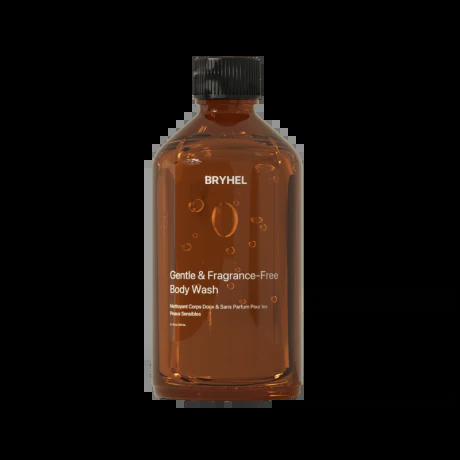 BRYHEL
Gentle & Fragrance-Free
Body Wash
Nettoyant Corps Doux & Sans Parfum Pour les
Peaux Sensibles